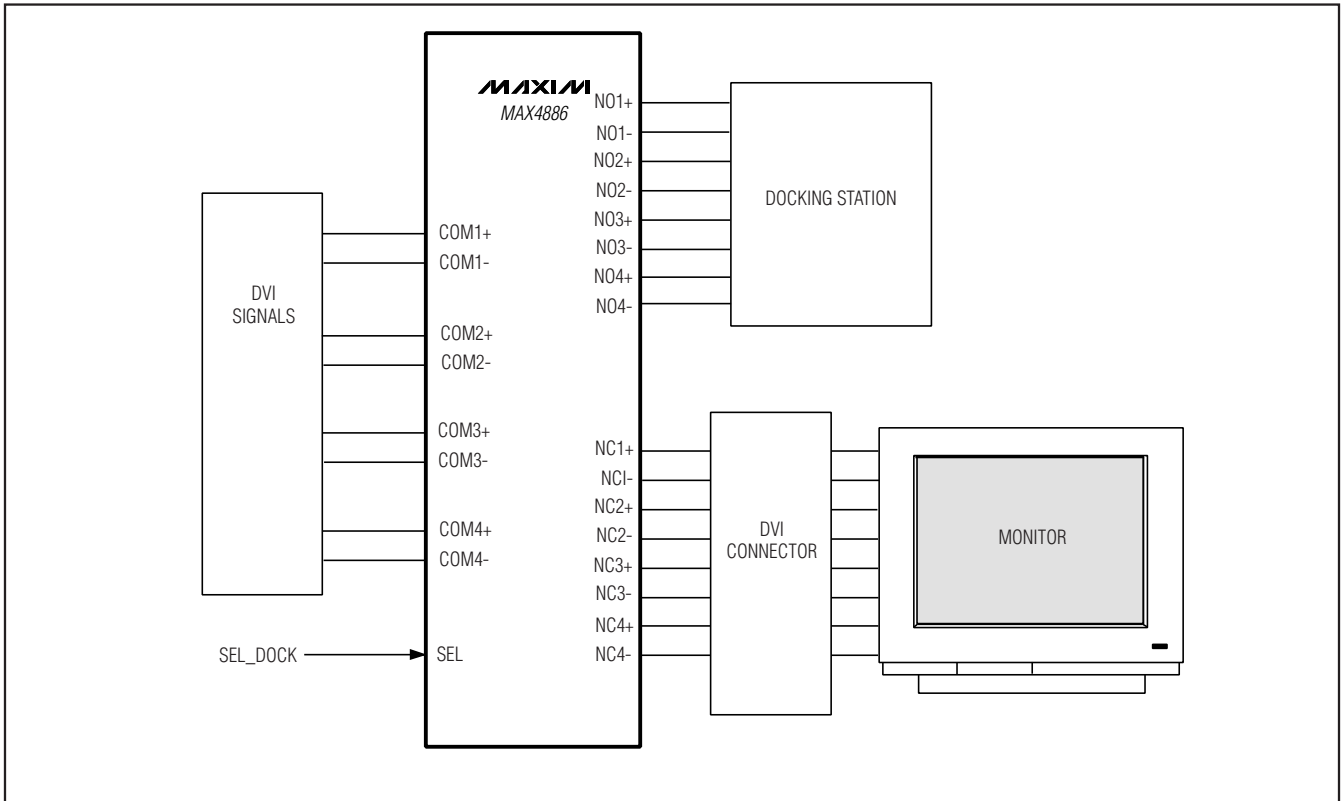 MAXIM
MAX4886
NO1+
NO1-
NO2+
NO2-
NO3+
NO3-
NO4+
NO4-
DOCKING STATION
DVI
SIGNALS
COM1+
COM1-
COM2+
COM2-
COM3+
COM3-
COM4+
COM4-
SEL_DOCK
SEL
NC1+
NCI-
NC2+
NC2-
NC3+
NC3-
NC4+
NC4-
DVI
CONNECTOR
MONITOR